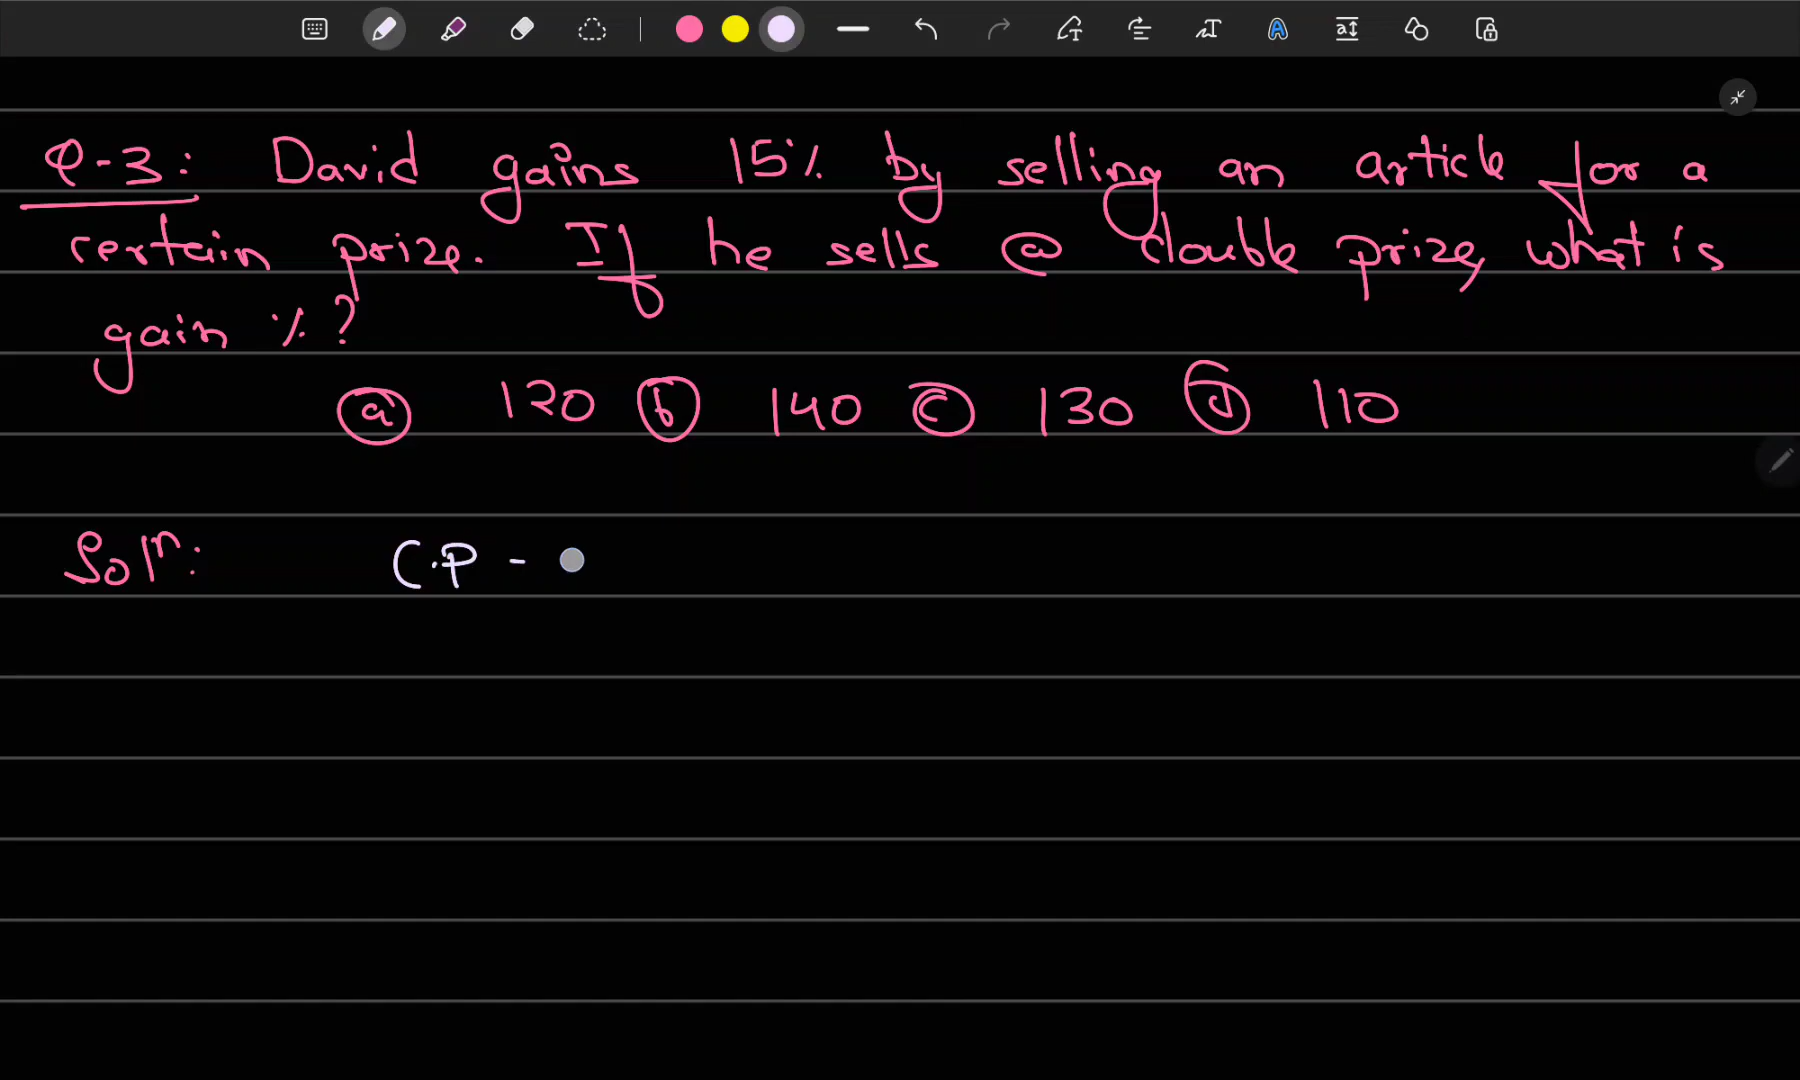 Q-3: David gains 15% by selling an article for a
certain prize. If he sells @ double prize, what is
gain %?
ⓐ 120 ⓑ 140 ⓒ 130 ⓓ 110
Solⁿ: C.P -